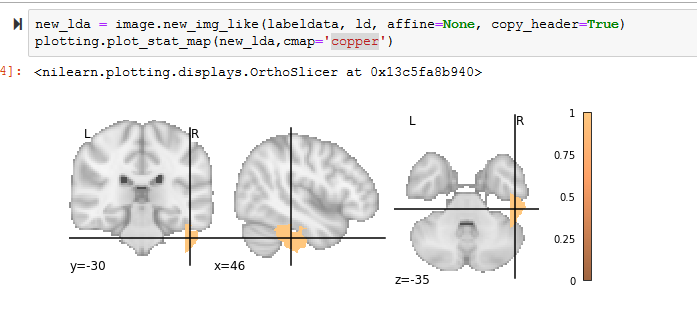 new_lda = image.new_img_like(labeldata, ld, affine=None, copy_header=True)
plotting.plot_stat_map(new_lda,cmap='copper')
4]: <nilearn.plotting.displays.OrthoSlicer at 0x13c5fa8b940>
L R L R
1
0.75
0.5
0.25
0
y=-30 x=46 z=-35